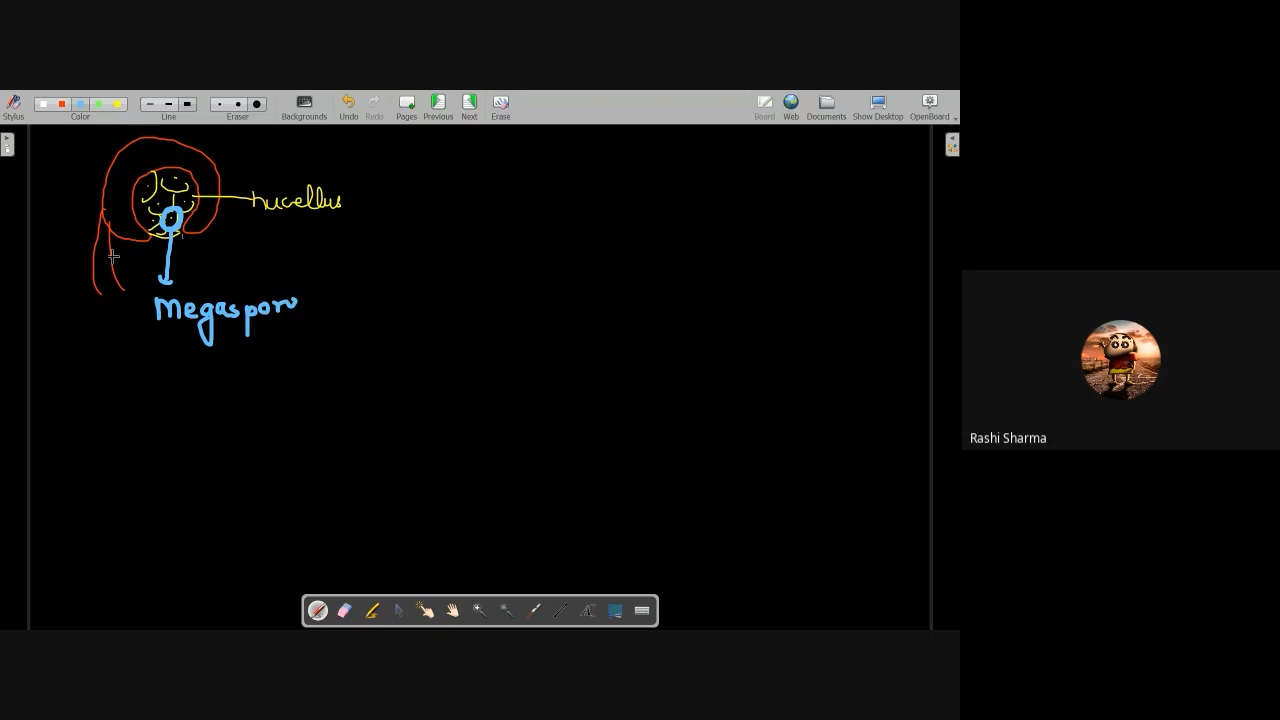 Stylus
Color
Line
Eraser
Backgrounds
Undo
Redo
Pages
Previous
Next
Erase
Board
Web
Documents
Show Desktop
OpenBoard
nucellus
Megaspor
Rashi Sharma